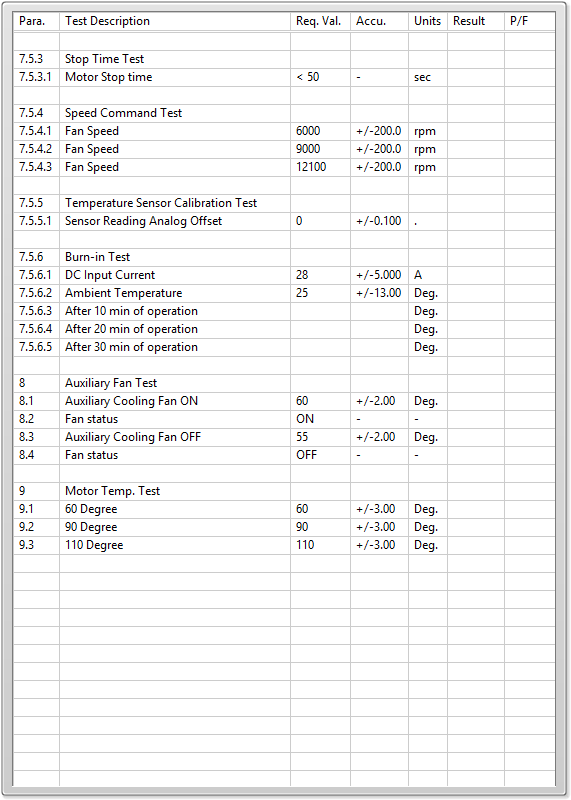 Para. Test Description Req. Val. Accu. Units Result P/F
7.5.3 Stop Time Test
7.5.3.1 Motor Stop time < 50 - sec
7.5.4 Speed Command Test
7.5.4.1 Fan Speed 6000 +/-200.0 rpm
7.5.4.2 Fan Speed 9000 +/-200.0 rpm
7.5.4.3 Fan Speed 12100 +/-200.0 rpm
7.5.5 Temperature Sensor Calibration Test
7.5.5.1 Sensor Reading Analog Offset 0 +/-0.100 .
7.5.6 Burn-in Test
7.5.6.1 DC Input Current 28 +/-5.000 A
7.5.6.2 Ambient Temperature 25 +/-13.00 Deg.
7.5.6.3 After 10 min of operation Deg.
7.5.6.4 After 20 min of operation Deg.
7.5.6.5 After 30 min of operation Deg.
8 Auxiliary Fan Test
8.1 Auxiliary Cooling Fan ON 60 +/-2.00 Deg.
8.2 Fan status ON - -
8.3 Auxiliary Cooling Fan OFF 55 +/-2.00 Deg.
8.4 Fan status OFF - -
9 Motor Temp. Test
9.1 60 Degree 60 +/-3.00 Deg.
9.2 90 Degree 90 +/-3.00 Deg.
9.3 110 Degree 110 +/-3.00 Deg.